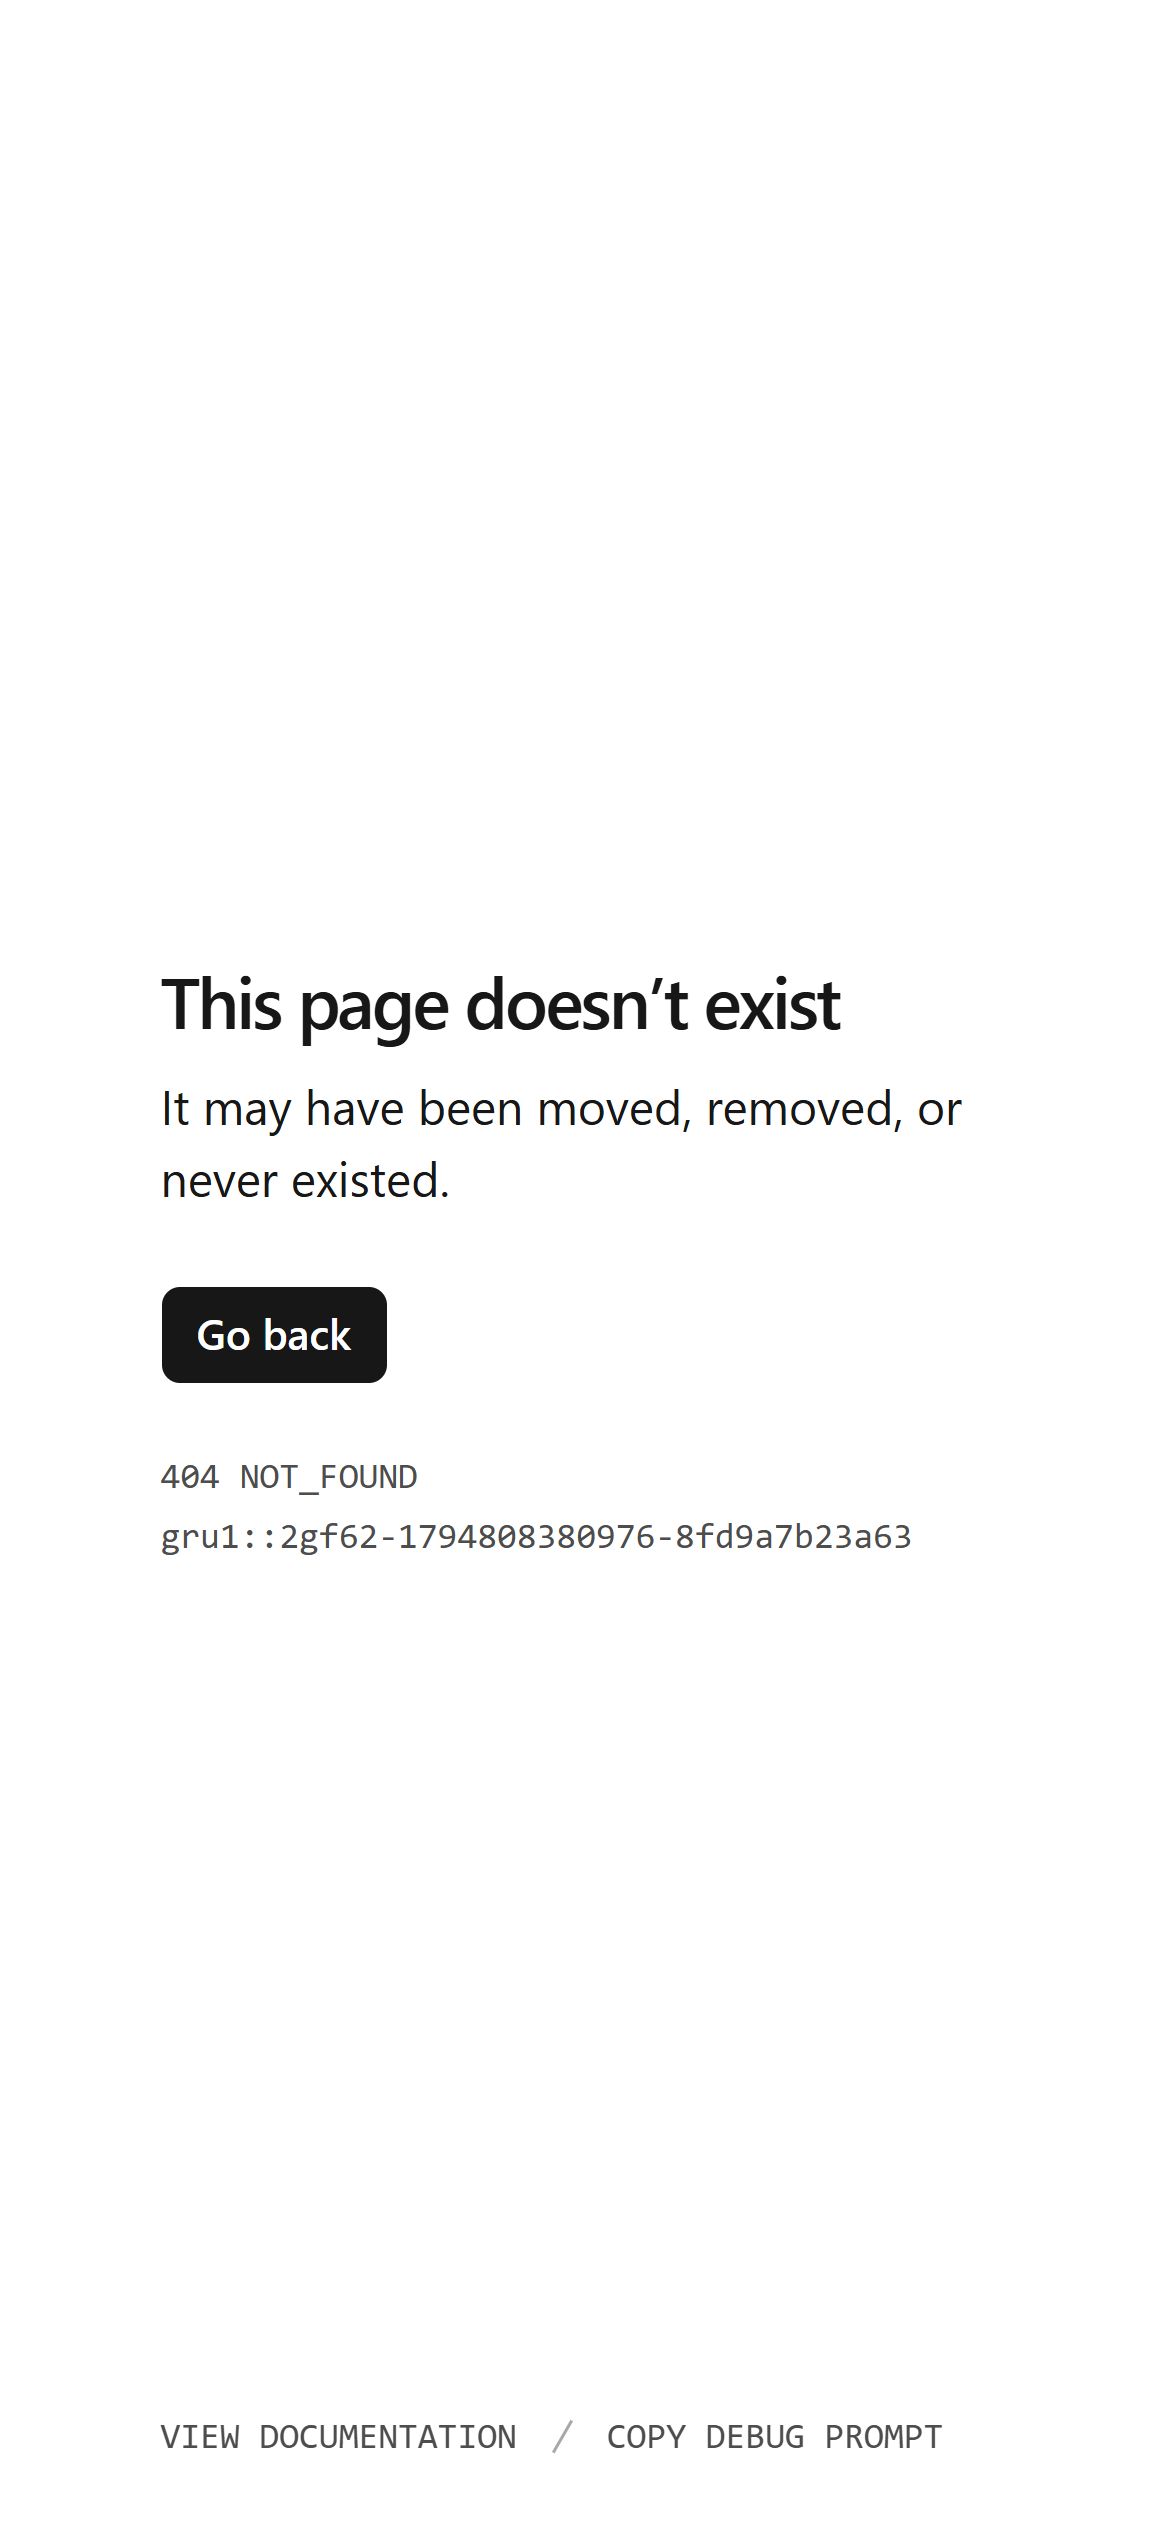 This page doesn’t exist
It may have been moved, removed, or
never existed.
Go back
404 NOT_FOUND
gru1::2gf62-1794808380976-8fd9a7b23a63
VIEW DOCUMENTATION / COPY DEBUG PROMPT